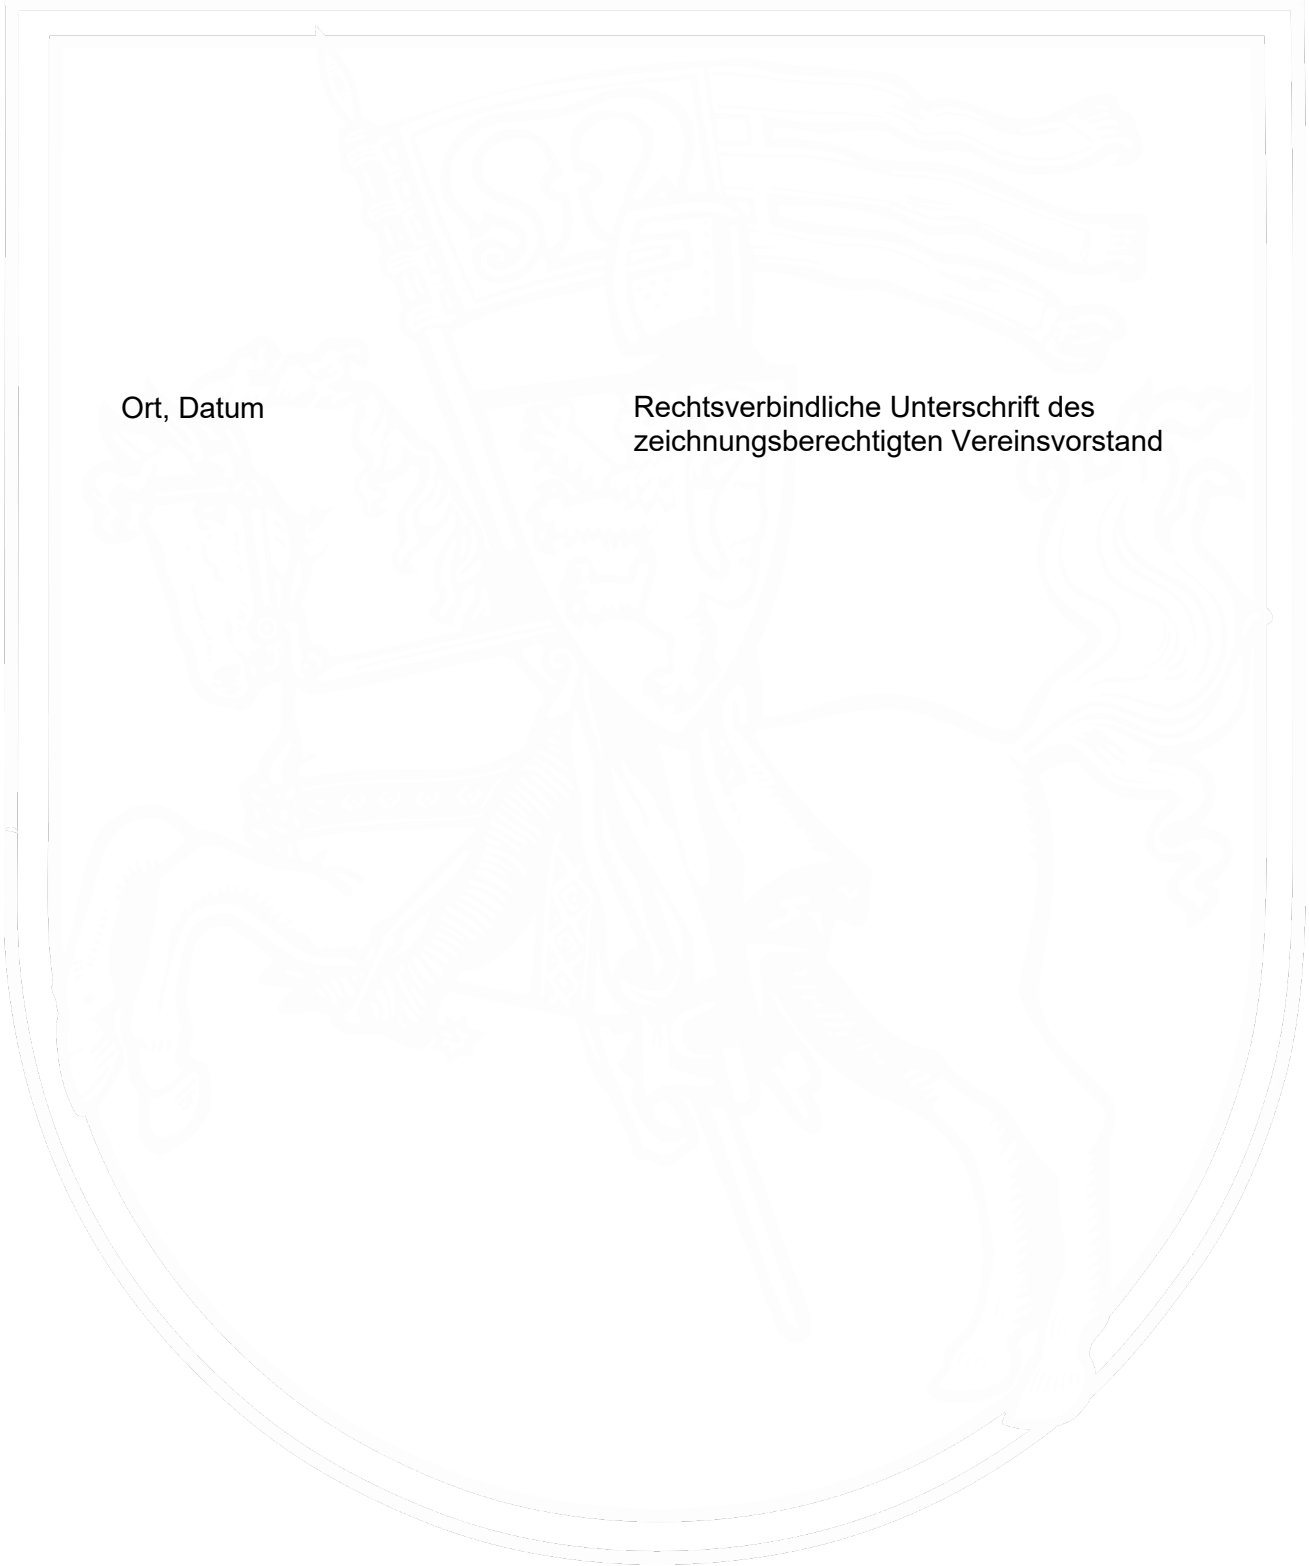 Ort, Datum
Rechtsverbindliche Unterschrift des
zeichnungsberechtigten Vereinsvorstand